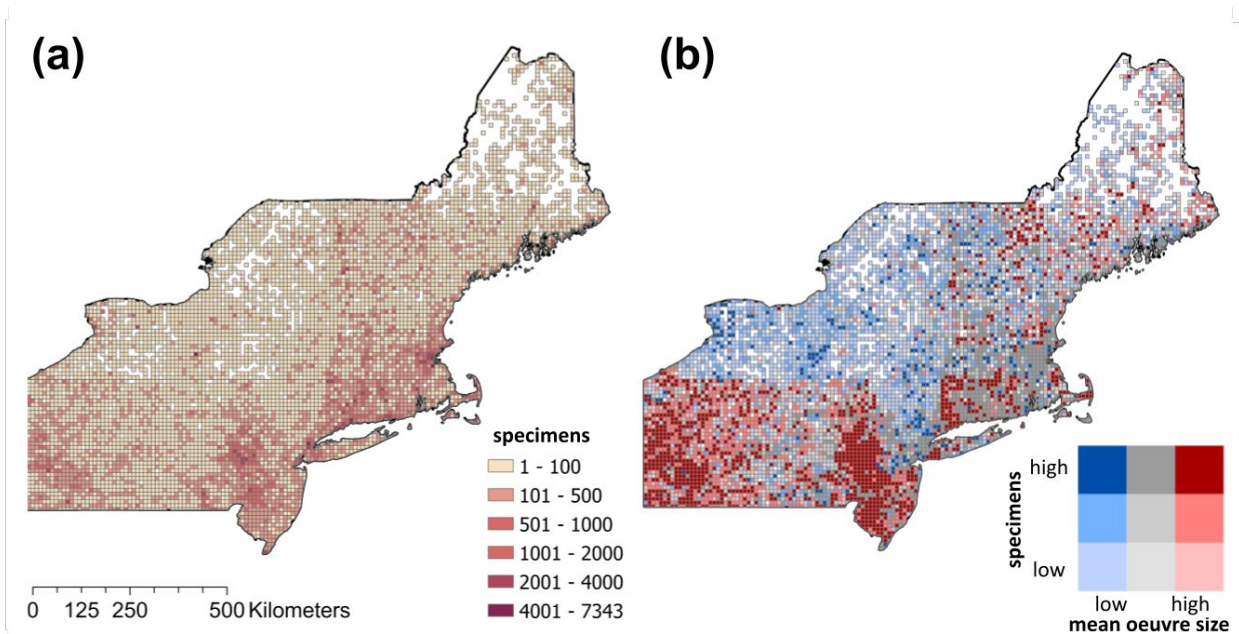 (a)
(b)
specimens
1 - 100
101 - 500
501 - 1000
1001 - 2000
2001 - 4000
4001 - 7343
0 125 250 500 Kilometers
specimens
high
low
low high
mean oeuvre size